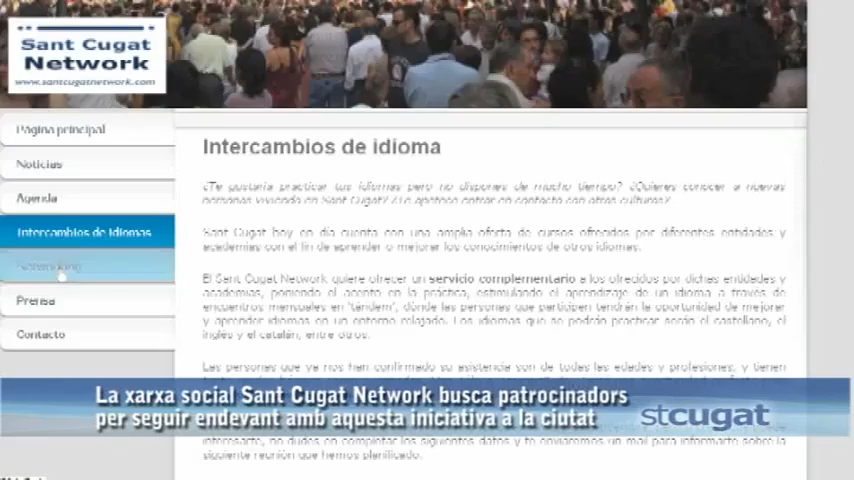 Sant Cugat
Network
www.santcugatnetwork.com
Página principal
Noticias
Agenda
Intercambios de Idiomas
Networking
Prensa
Contacto
Intercambios de idioma
¿Te gustaría practicar tus idiomas pero no dispones de mucho tiempo? ¿Quieres conocer a nuevas
personas viviendo en Sant Cugat? ¿Te apetece entrar en contacto con otras culturas?
Sant Cugat hoy en día cuenta con una amplia oferta de cursos ofrecidos por diferentes entidades y
academias con el fin de aprender o mejorar los conocimientos de otros idiomas.
El Sant Cugat Network quiere ofrecer un servicio complementario a los ofrecidos por dichas entidades y
academias, poniendo el acento en la práctica, estimulando el aprendizaje de un idioma a través de
encuentros mensuales en 'tándem', dónde las personas que participen tendrán la oportunidad de mejorar
y aprender idiomas en un entorno relajado. Los idiomas que se podrán practicar serán el castellano, el
inglés y el catalán, entre otros.
Las personas que ya nos han confirmado su asistencia son de todas las edades y profesiones, y tienen
La xarxa social Sant Cugat Network busca patrocinadors
per seguir endevant amb aquesta iniciativa a la ciutat
stcugat
interesarte, no dudes en completar los siguientes datos y te enviaremos un mail para informarte sobre la
siguiente reunión que hemos planificado.